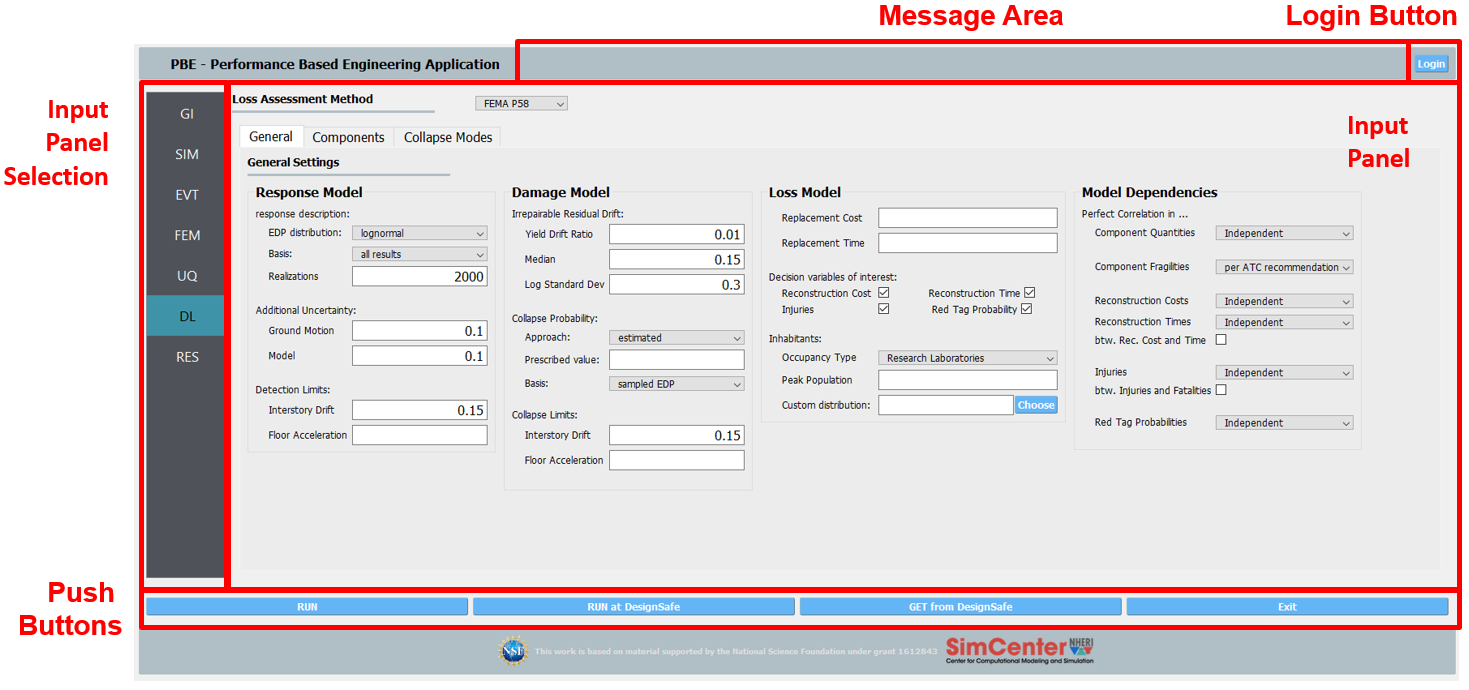 Message Area
Login Button
PBE - Performance Based Engineering Application
Login
Input
Panel
Selection
GI
SIM
EVT
FEM
UQ
DL
RES
Loss Assessment Method
FEMA P58
Input
Panel
General
Components
Collapse Modes
General Settings
Response Model
response description:
EDP distribution: lognormal
Basis: all results
Realizations 2000
Additional Uncertainty:
Ground Motion 0.1
Model 0.1
Detection Limits:
Interstory Drift 0.15
Floor Acceleration
Damage Model
Irrepairable Residual Drift:
Yield Drift Ratio 0.01
Median 0.15
Log Standard Dev 0.3
Collapse Probability:
Approach: estimated
Prescribed value:
Basis: sampled EDP
Collapse Limits:
Interstory Drift 0.15
Floor Acceleration
Loss Model
Replacement Cost
Replacement Time
Decision variables of interest:
Reconstruction Cost Reconstruction Time
Injuries Red Tag Probability
Inhabitants:
Occupancy Type Research Laboratories
Peak Population
Custom distribution: Choose
Model Dependencies
Perfect Correlation in ...
Component Quantities Independent
Component Fragilities per ATC recommendation
Reconstruction Costs Independent
Reconstruction Times Independent
btw. Rec. Cost and Time
Injuries Independent
btw. Injuries and Fatalities
Red Tag Probabilities Independent
Push
Buttons
RUN
RUN at DesignSafe
GET from DesignSafe
Exit
NSF
This work is based on material supported by the National Science Foundation under grant 1612843
SimCenter NHERI
Center for Computational Modeling and Simulation